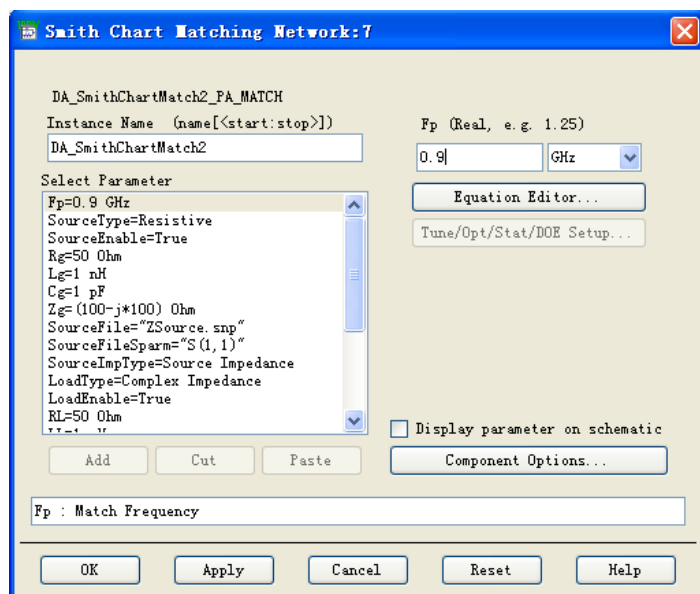 Smith Chart Matching Network:7
DA_SmithChartMatch2_PA_MATCH
Instance Name (name[<start:stop>])
DA_SmithChartMatch2
Select Parameter
Fp=0.9 GHz
SourceType=Resistive
SourceEnable=True
Rg=50 Ohm
Lg=1 nH
Cg=1 pF
Zg=(100-j*100) Ohm
SourceFile="ZSource.snp"
SourceFileSparm="S(1,1)"
SourceImpType=Source Impedance
LoadType=Complex Impedance
LoadEnable=True
RL=50 Ohm
Add Cut Paste
Fp (Real, e.g. 1.25)
0.9 GHz
Equation Editor...
Tune/Opt/Stat/DOE Setup...
Display parameter on schematic
Component Options...
Fp : Match Frequency
OK Apply Cancel Reset Help